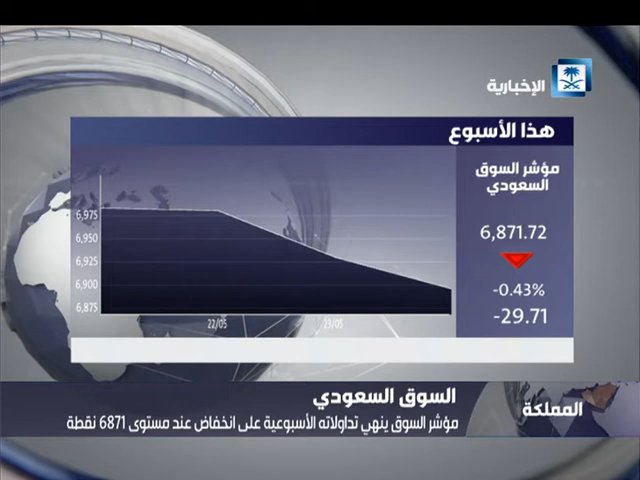 الإخبارية
هذا الأسبوع
مؤشر السوق
السعودي
6,871.72
-0.43%
-29.71
6,975
6,950
6,925
6,900
6,875
22/05
23/05
المملكة
السوق السعودي
مؤشر السوق ينهي تداولاته الأسبوعية على انخفاض عند مستوى 6871 نقطة